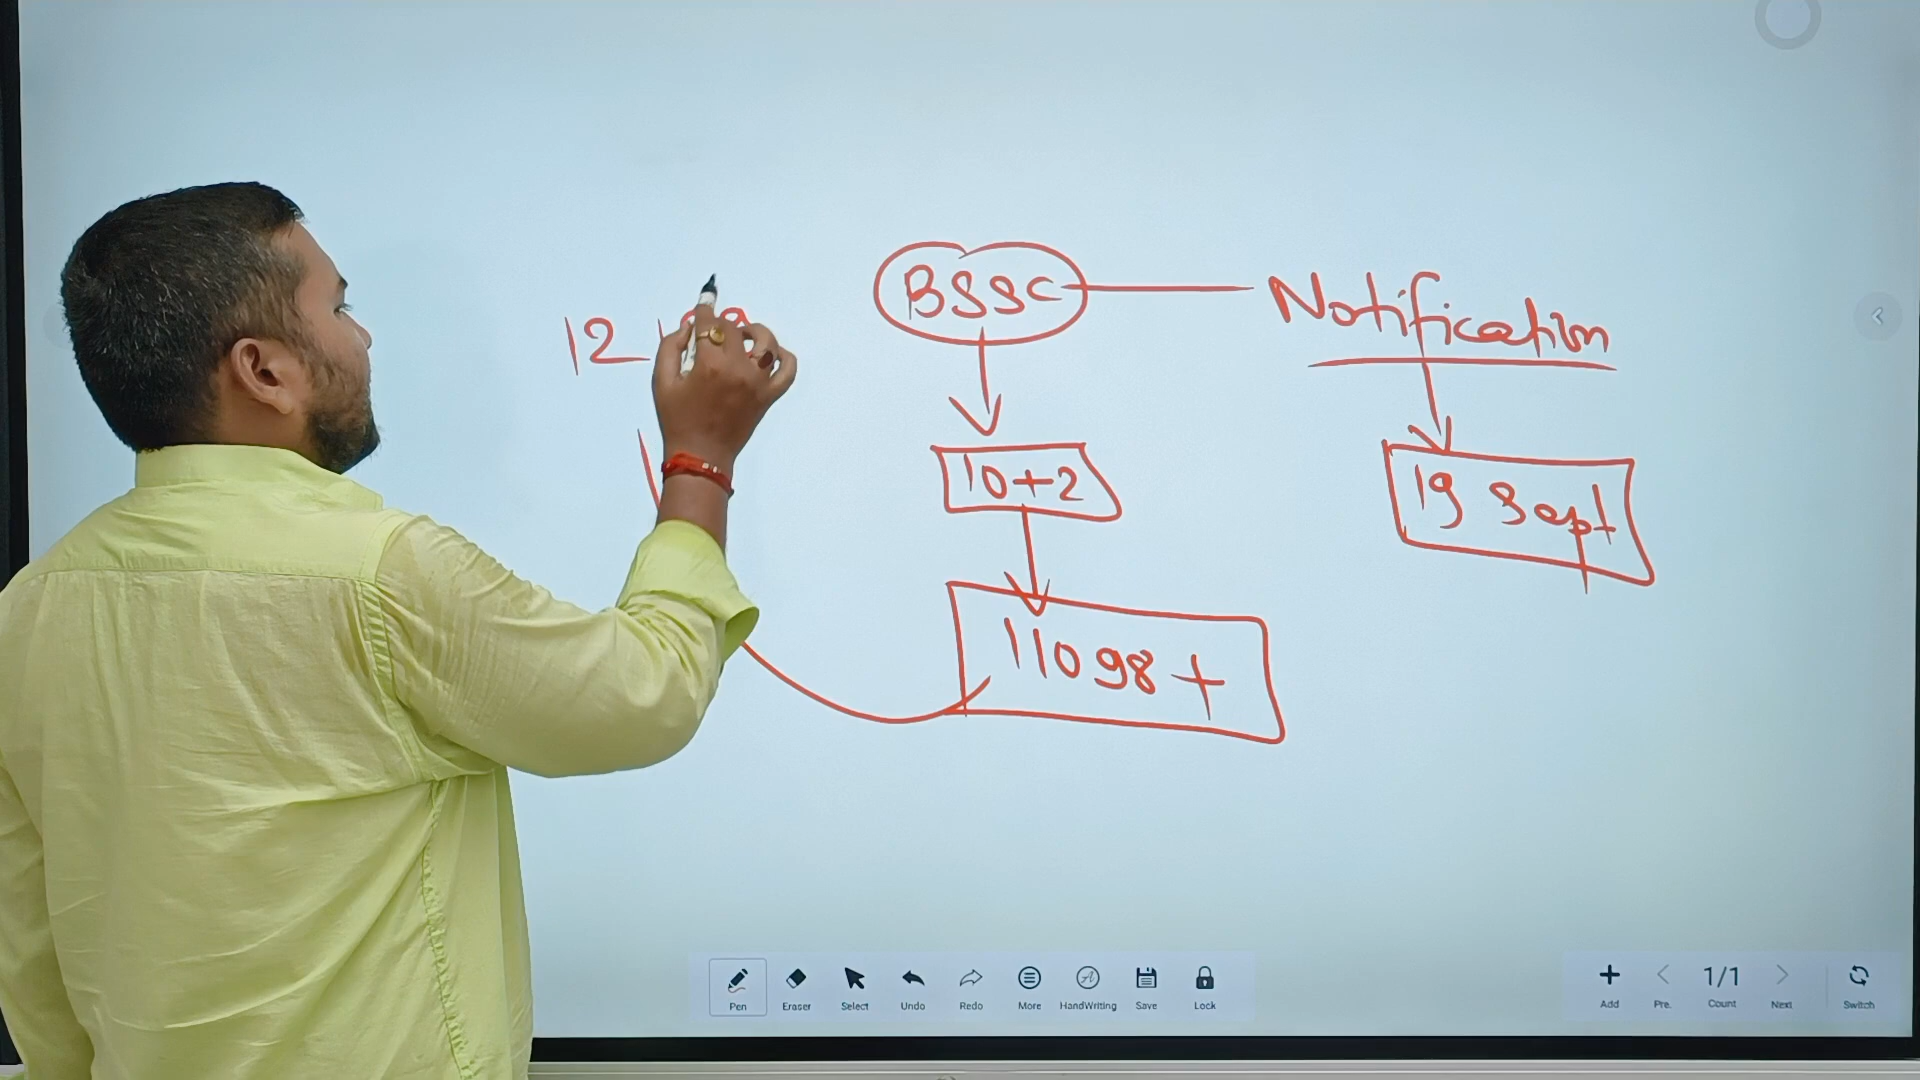 12
BSSC
Notification
10+2
19 Sept
11098+
Pen
Eraser
Select
Undo
Redo
More
HandWriting
Save
Lock
Add
Pre.
1/1
Count
Next
Switch